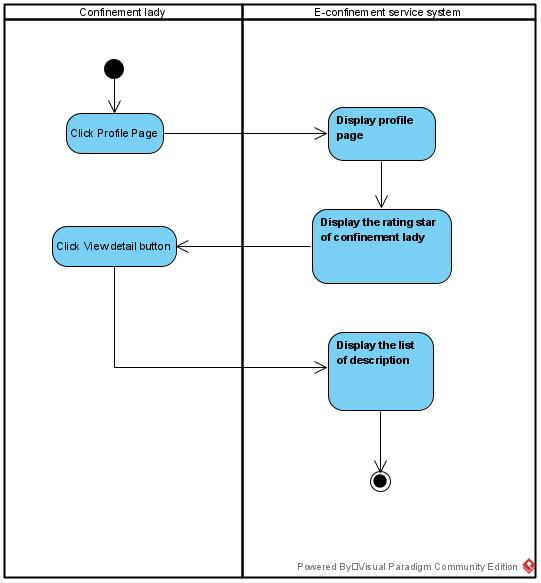 Confinement lady
E-confinement service system
Click Profile Page
Display profile
page
Display the rating star
of confinement lady
Click View detail button
Display the list
of description
Powered By Visual Paradigm Community Edition